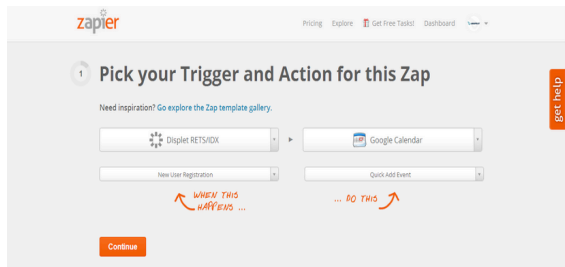 zapier
Pricing Explore Get Free Tasks! Dashboard
1 Pick your Trigger and Action for this Zap
Need inspiration? Go explore the Zap template gallery.
Displet RETS/IDX Google Calendar
New User Registration Quick Add Event
WHEN THIS HAPPENS ...
... DO THIS
Continue
get help